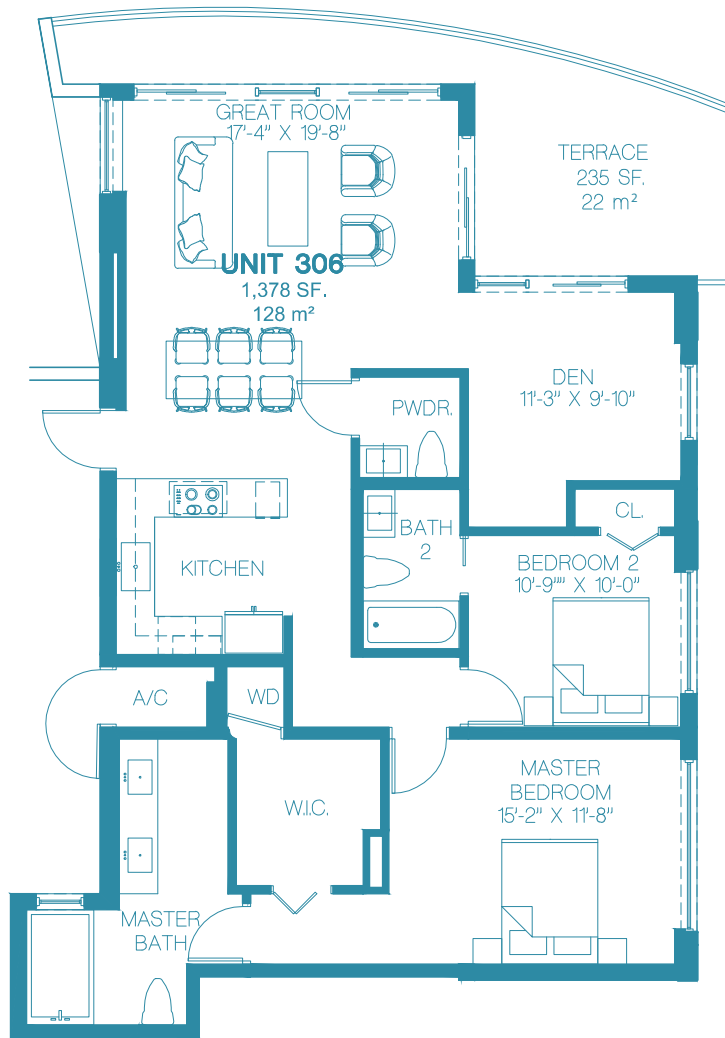 GREAT ROOM
17'-4" X 19'-8"
TERRACE
235 SF.
22 m²
UNIT 306
1,378 SF.
128 m²
DEN
11'-3" X 9'-10"
PWDR.
CL.
BATH
2
BEDROOM 2
10'-9"" X 10'-0"
KITCHEN
A/C
WD
MASTER
BEDROOM
15'-2" X 11'-8"
W.I.C.
MASTER
BATH